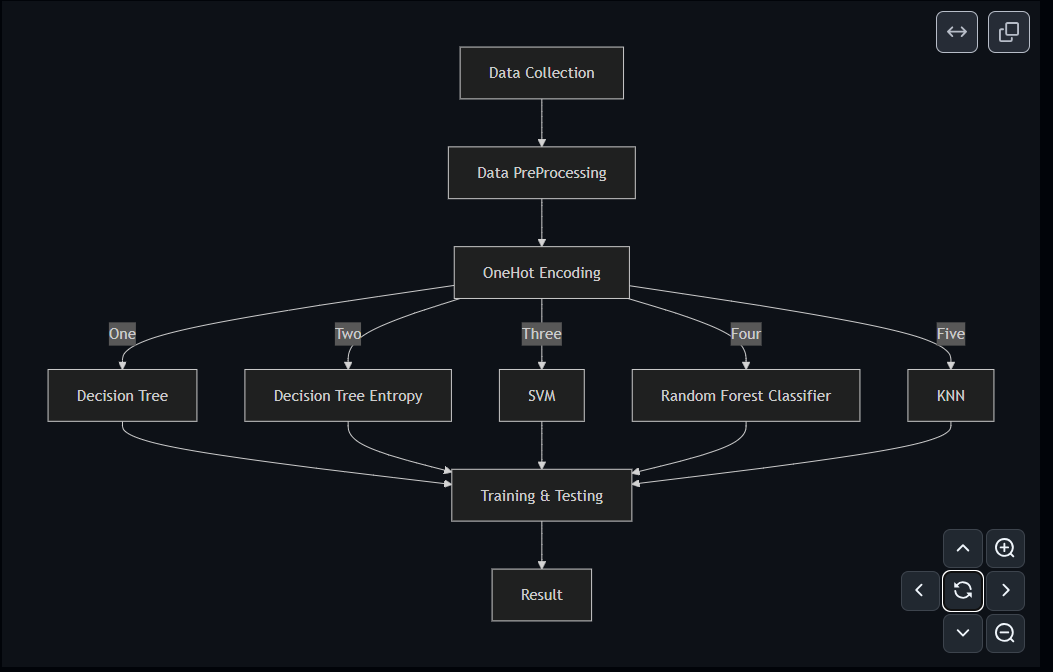 Data Collection
Data PreProcessing
OneHot Encoding
One
Two
Three
Four
Five
Decision Tree
Decision Tree Entropy
SVM
Random Forest Classifier
KNN
Training & Testing
Result